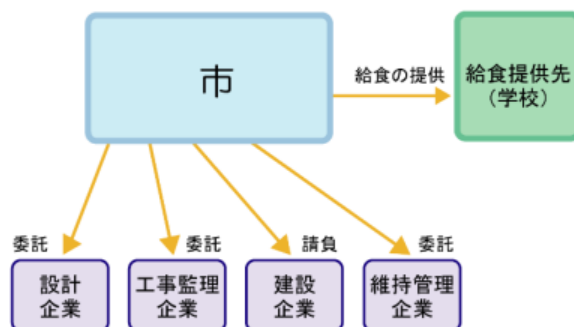 市
給食の提供
給食提供先
（学校）
委託
委託
請負
委託
設計
企業
工事監理
企業
建設
企業
維持管理
企業